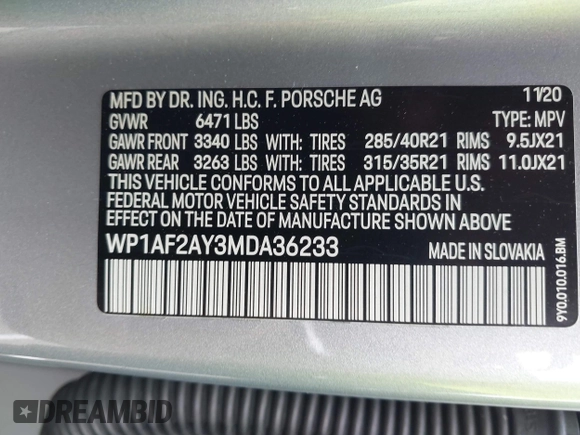 MFD BY DR. ING. H.C. F. PORSCHE AG 11/20
GVWR 6471 LBS TYPE: MPV
GAWR FRONT 3340 LBS WITH: TIRES 285/40R21 RIMS 9.5JX21
GAWR REAR 3263 LBS WITH: TIRES 315/35R21 RIMS 11.0JX21
THIS VEHICLE CONFORMS TO ALL APPLICABLE
FEDERAL MOTOR VEHICLE SAFETY STANDARDS IN
EFFECT ON THE DATE OF MANUFACTURE SHOWN ABOVE
WP1AF2AY3MDA36233 MADE IN SLOVAKIA
9Y0.010.016.BM
DREAMBID